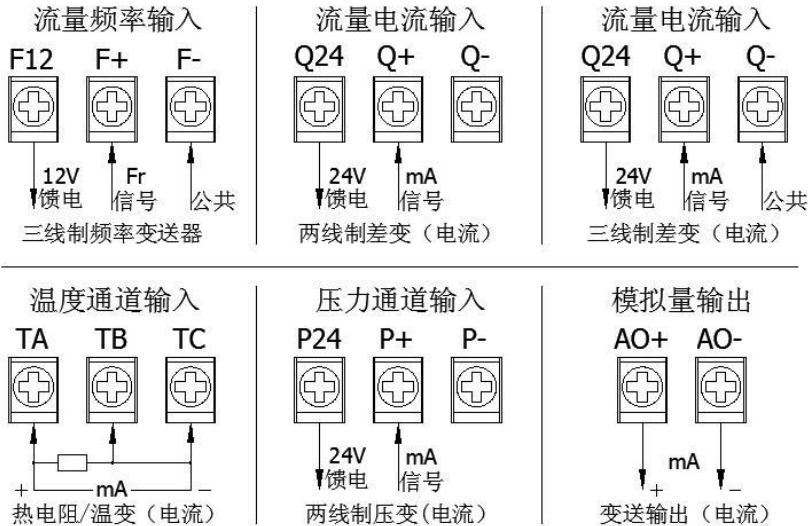 流量频率输入
F12 F+ F-
12V Fr
馈电 信号 公共
三线制频率变送器
流量电流输入
Q24 Q+ Q-
24V mA
馈电 信号
两线制差变（电流）
流量电流输入
Q24 Q+ Q-
24V mA
馈电 信号 公共
三线制差变（电流）
温度通道输入
TA TB TC
+ mA −
热电阻/温变（电流）
压力通道输入
P24 P+ P-
24V mA
馈电 信号
两线制压变(电流）
模拟量输出
AO+ AO-
mA
+ −
变送输出（电流）